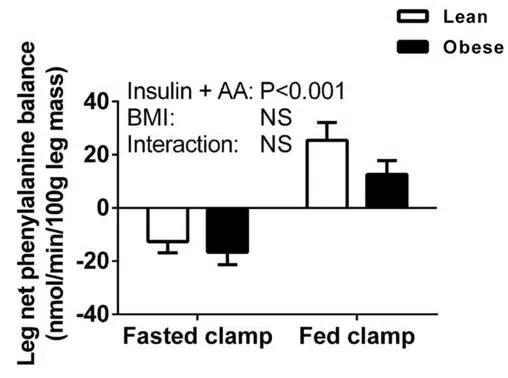 Lean
Obese
Leg net phenylalanine balance
(nmol/min/100g leg mass)
Insulin + AA: P<0.001
BMI: NS
Interaction: NS
40
20
0
-20
-40
Fasted clamp Fed clamp